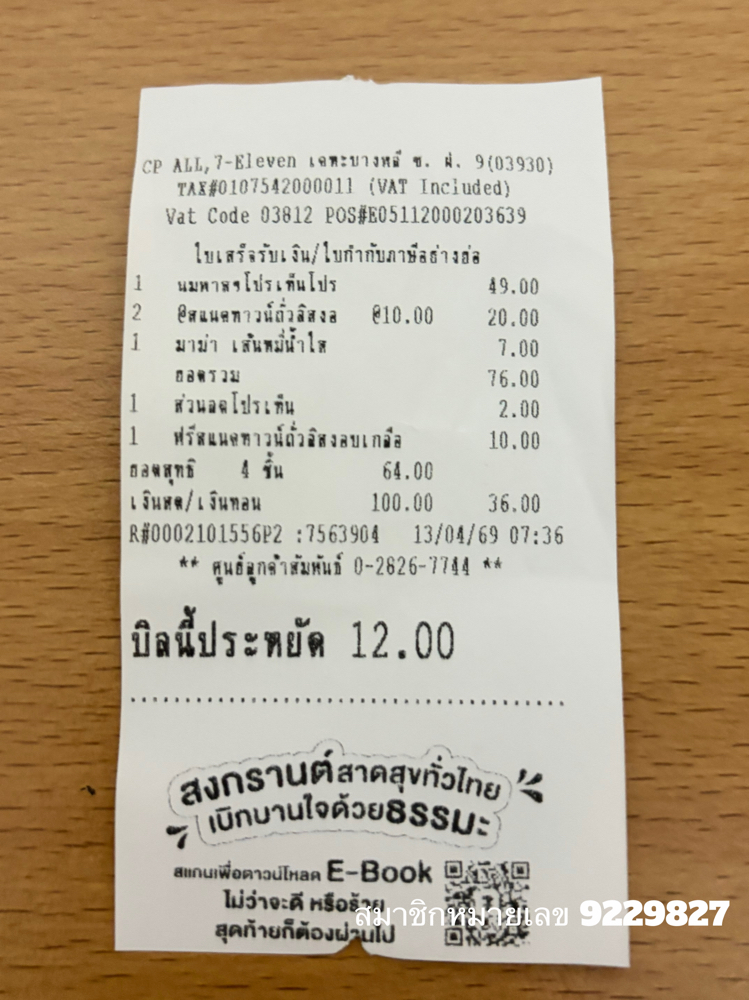 CP ALL,7-Eleven เคหะบางพลี ซ. ผ. 9(03930)
TAX#0107542000011 (VAT Included)
Vat Code 03812 POS#E05112000203639
ใบเสร็จรับเงิน/ใบกำกับภาษีอย่างย่อ
1 นมหาลฯโปรเท็นโปร 49.00
2 @สแนคทาวน์ถั่วลิสงอ @10.00 20.00
1 มาม่า เส้นหมี่น้ำใส 7.00
ยอดรวม 76.00
1 ส่วนลดโปรเท็น 2.00
1 ฟรีสแนคทาวน์ถั่วลิสงอบเกลือ 10.00
ยอดสุทธิ 4 ชิ้น 64.00
เงินสด/เงินทอน 100.00 36.00
R#0002101556P2 :7563904 13/04/69 07:36
** ศูนย์ลูกค้าสัมพันธ์ 0-2826-7744 **
บิลนี้ประหยัด 12.00
สงกรานต์สาดสุขทั่วไทย
เบิกบานใจด้วยธรรมะ
สแกนเพื่อดาวน์โหลด E-Book
ไม่ว่าจะดี หรือร้าย
สุดท้ายก็ต้องผ่านไป
สมาชิกหมายเลข 9229827